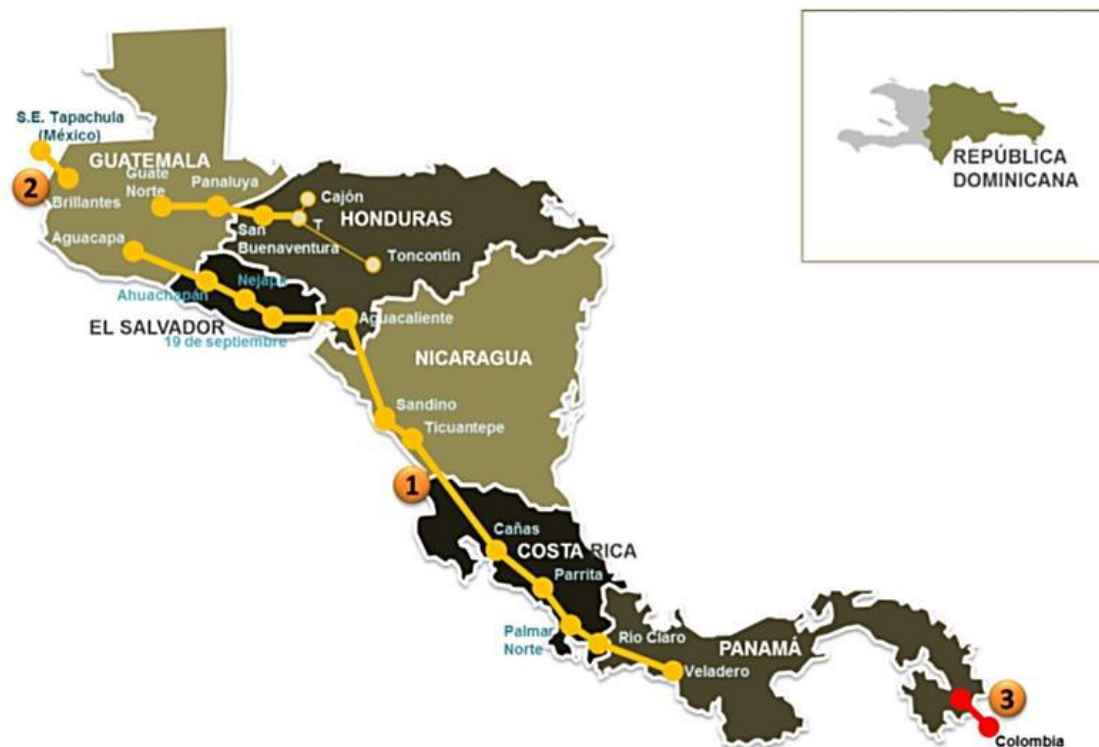 S.E. Tapachula
(México)
GUATEMALA
2
Brillantes
Guate
Norte
Panaluya
Aguacapa
Cajón
HONDURAS
T
San
Buenaventura
Toncontin
Ahuachapán
Nejapa
EL SALVADOR
19 de septiembre
Aguacaliente
NICARAGUA
Sandino
Ticuantepe
1
Cañas
COSTA RICA
Parrita
Palmar
Norte
Rio Claro
PANAMÁ
Veladero
3
Colombia
REPÚBLICA
DOMINICANA